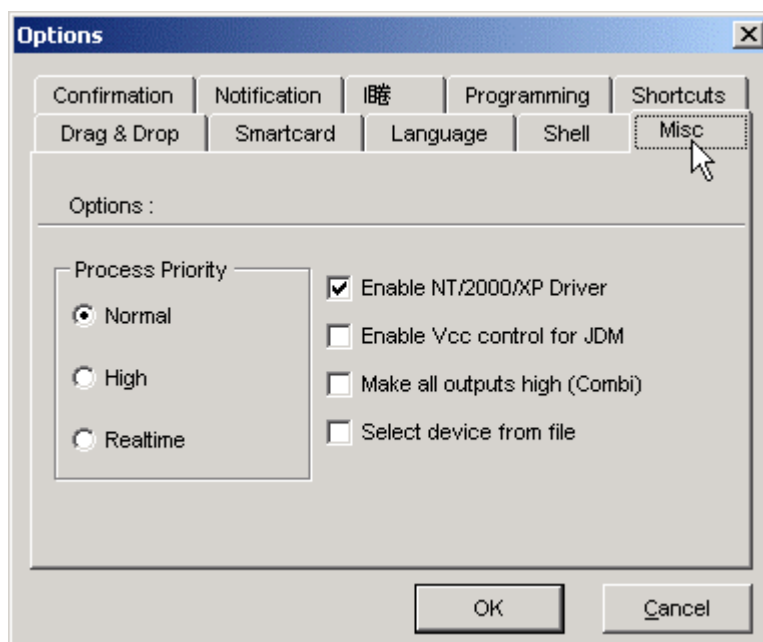 Options
Confirmation Notification I睠 Programming Shortcuts
Drag & Drop Smartcard Language Shell Misc
Options :
Process Priority
Normal
High
Realtime
Enable NT/2000/XP Driver
Enable Vcc control for JDM
Make all outputs high (Combi)
Select device from file
OK Cancel